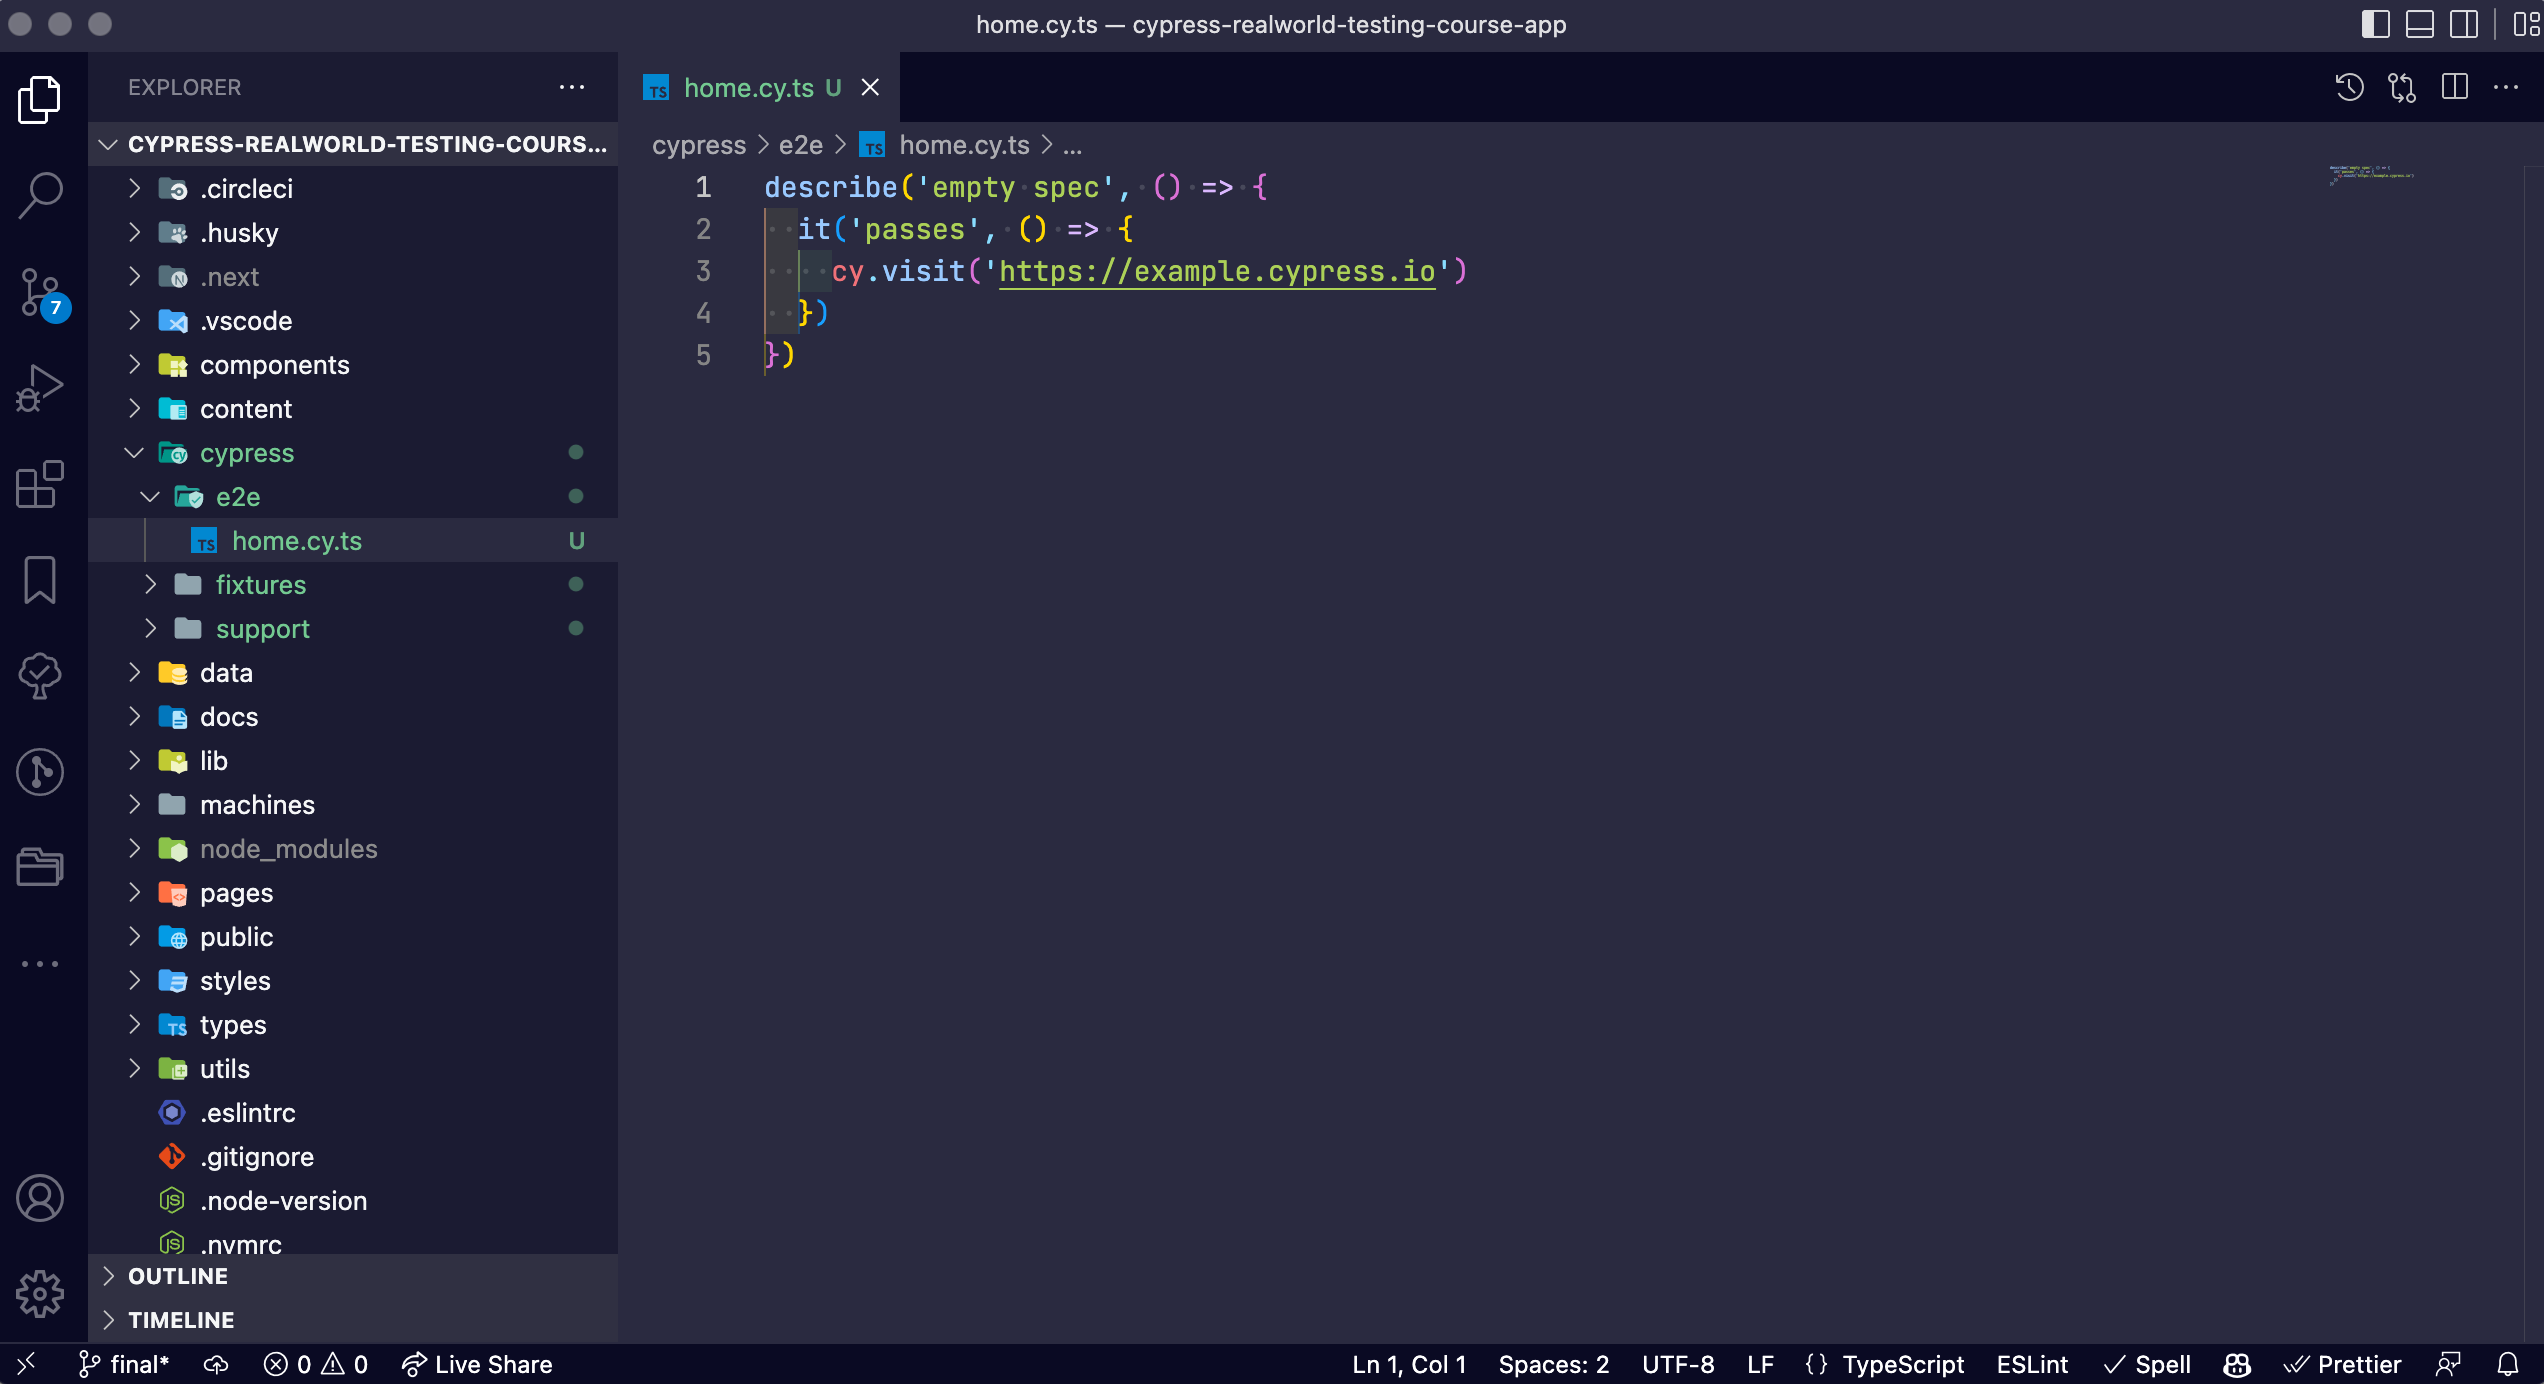 home.cy.ts — cypress-realworld-testing-course-app
EXPLORER
home.cy.ts U
CYPRESS-REALWORLD-TESTING-COURS...
cypress > e2e > TS home.cy.ts > ...
.circleci
.husky
.next
.vscode
components
content
cypress
e2e
TS home.cy.ts U
fixtures
support
data
docs
lib
machines
node_modules
pages
public
styles
types
utils
.eslintrc
.gitignore
.node-version
.nvmrc
OUTLINE
TIMELINE
7
1 describe('empty spec', () => {
2 it('passes', () => {
3 cy.visit('https://example.cypress.io')
4 })
5 })
final* 0 0 Live Share
Ln 1, Col 1 Spaces: 2 UTF-8 LF {} TypeScript ESLint Spell Prettier